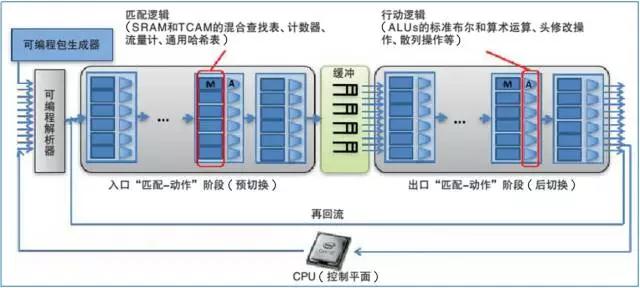 可编程包生成器
匹配逻辑
(SRAM和TCAM的混合查找表、计数器、
流量计、通用哈希表)
缓冲
行动逻辑
(ALUs的标准布尔和算术运算、头修改操
作、散列操作等)
可编程解析器
M
A
...
M
A
...
入口“匹配-动作”阶段(预切换)
出口“匹配-动作”阶段(后切换)
再回流
CPU(控制平面)